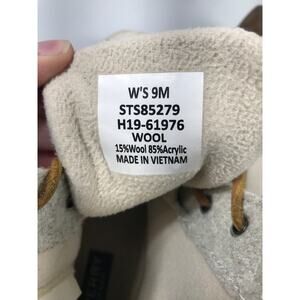 W'S 9M
STS85279
H19-61976
WOOL
15%Wool 85%Acrylic
MADE IN VIETNAM